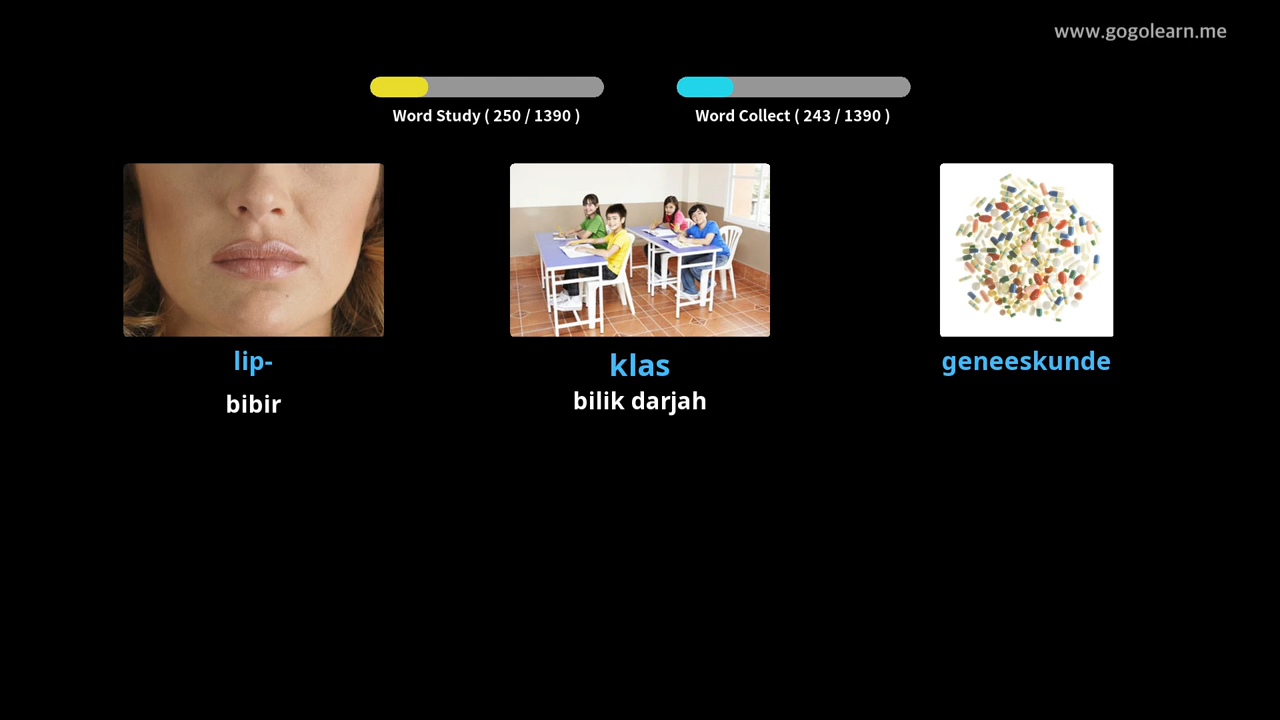 www.gogolearn.me
Word Study ( 250 / 1390 )
Word Collect ( 243 / 1390 )
lip-
bibir
klas
bilik darjah
geneeskunde